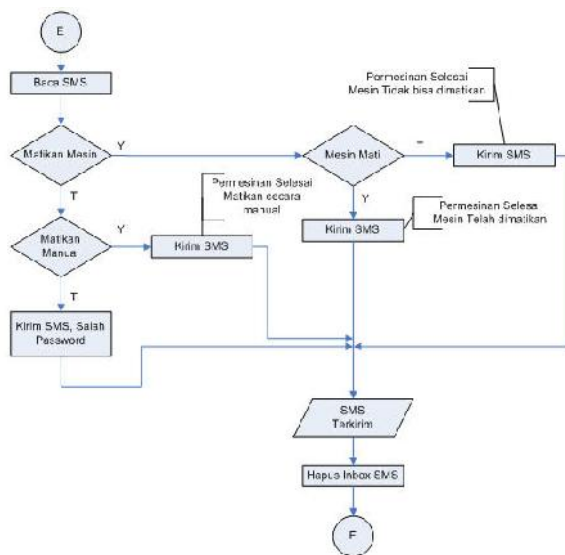 E
Baca SMS
Matikan Mesin
Y
Mesin Mati
Permesinan Selesai
Mesin Tidak bisa dimatikan
Kirim SMS
T
Y
Permesinan Selesai
Matikan secara
manual
Matikan
Manual
Y
Kirim SMS
Kirim SMS
Permesinan Selesai
Mesin Telah dimatikan
T
Kirim SMS, Salah
Password
SMS
Terkirim
Hapus Inbox SMS